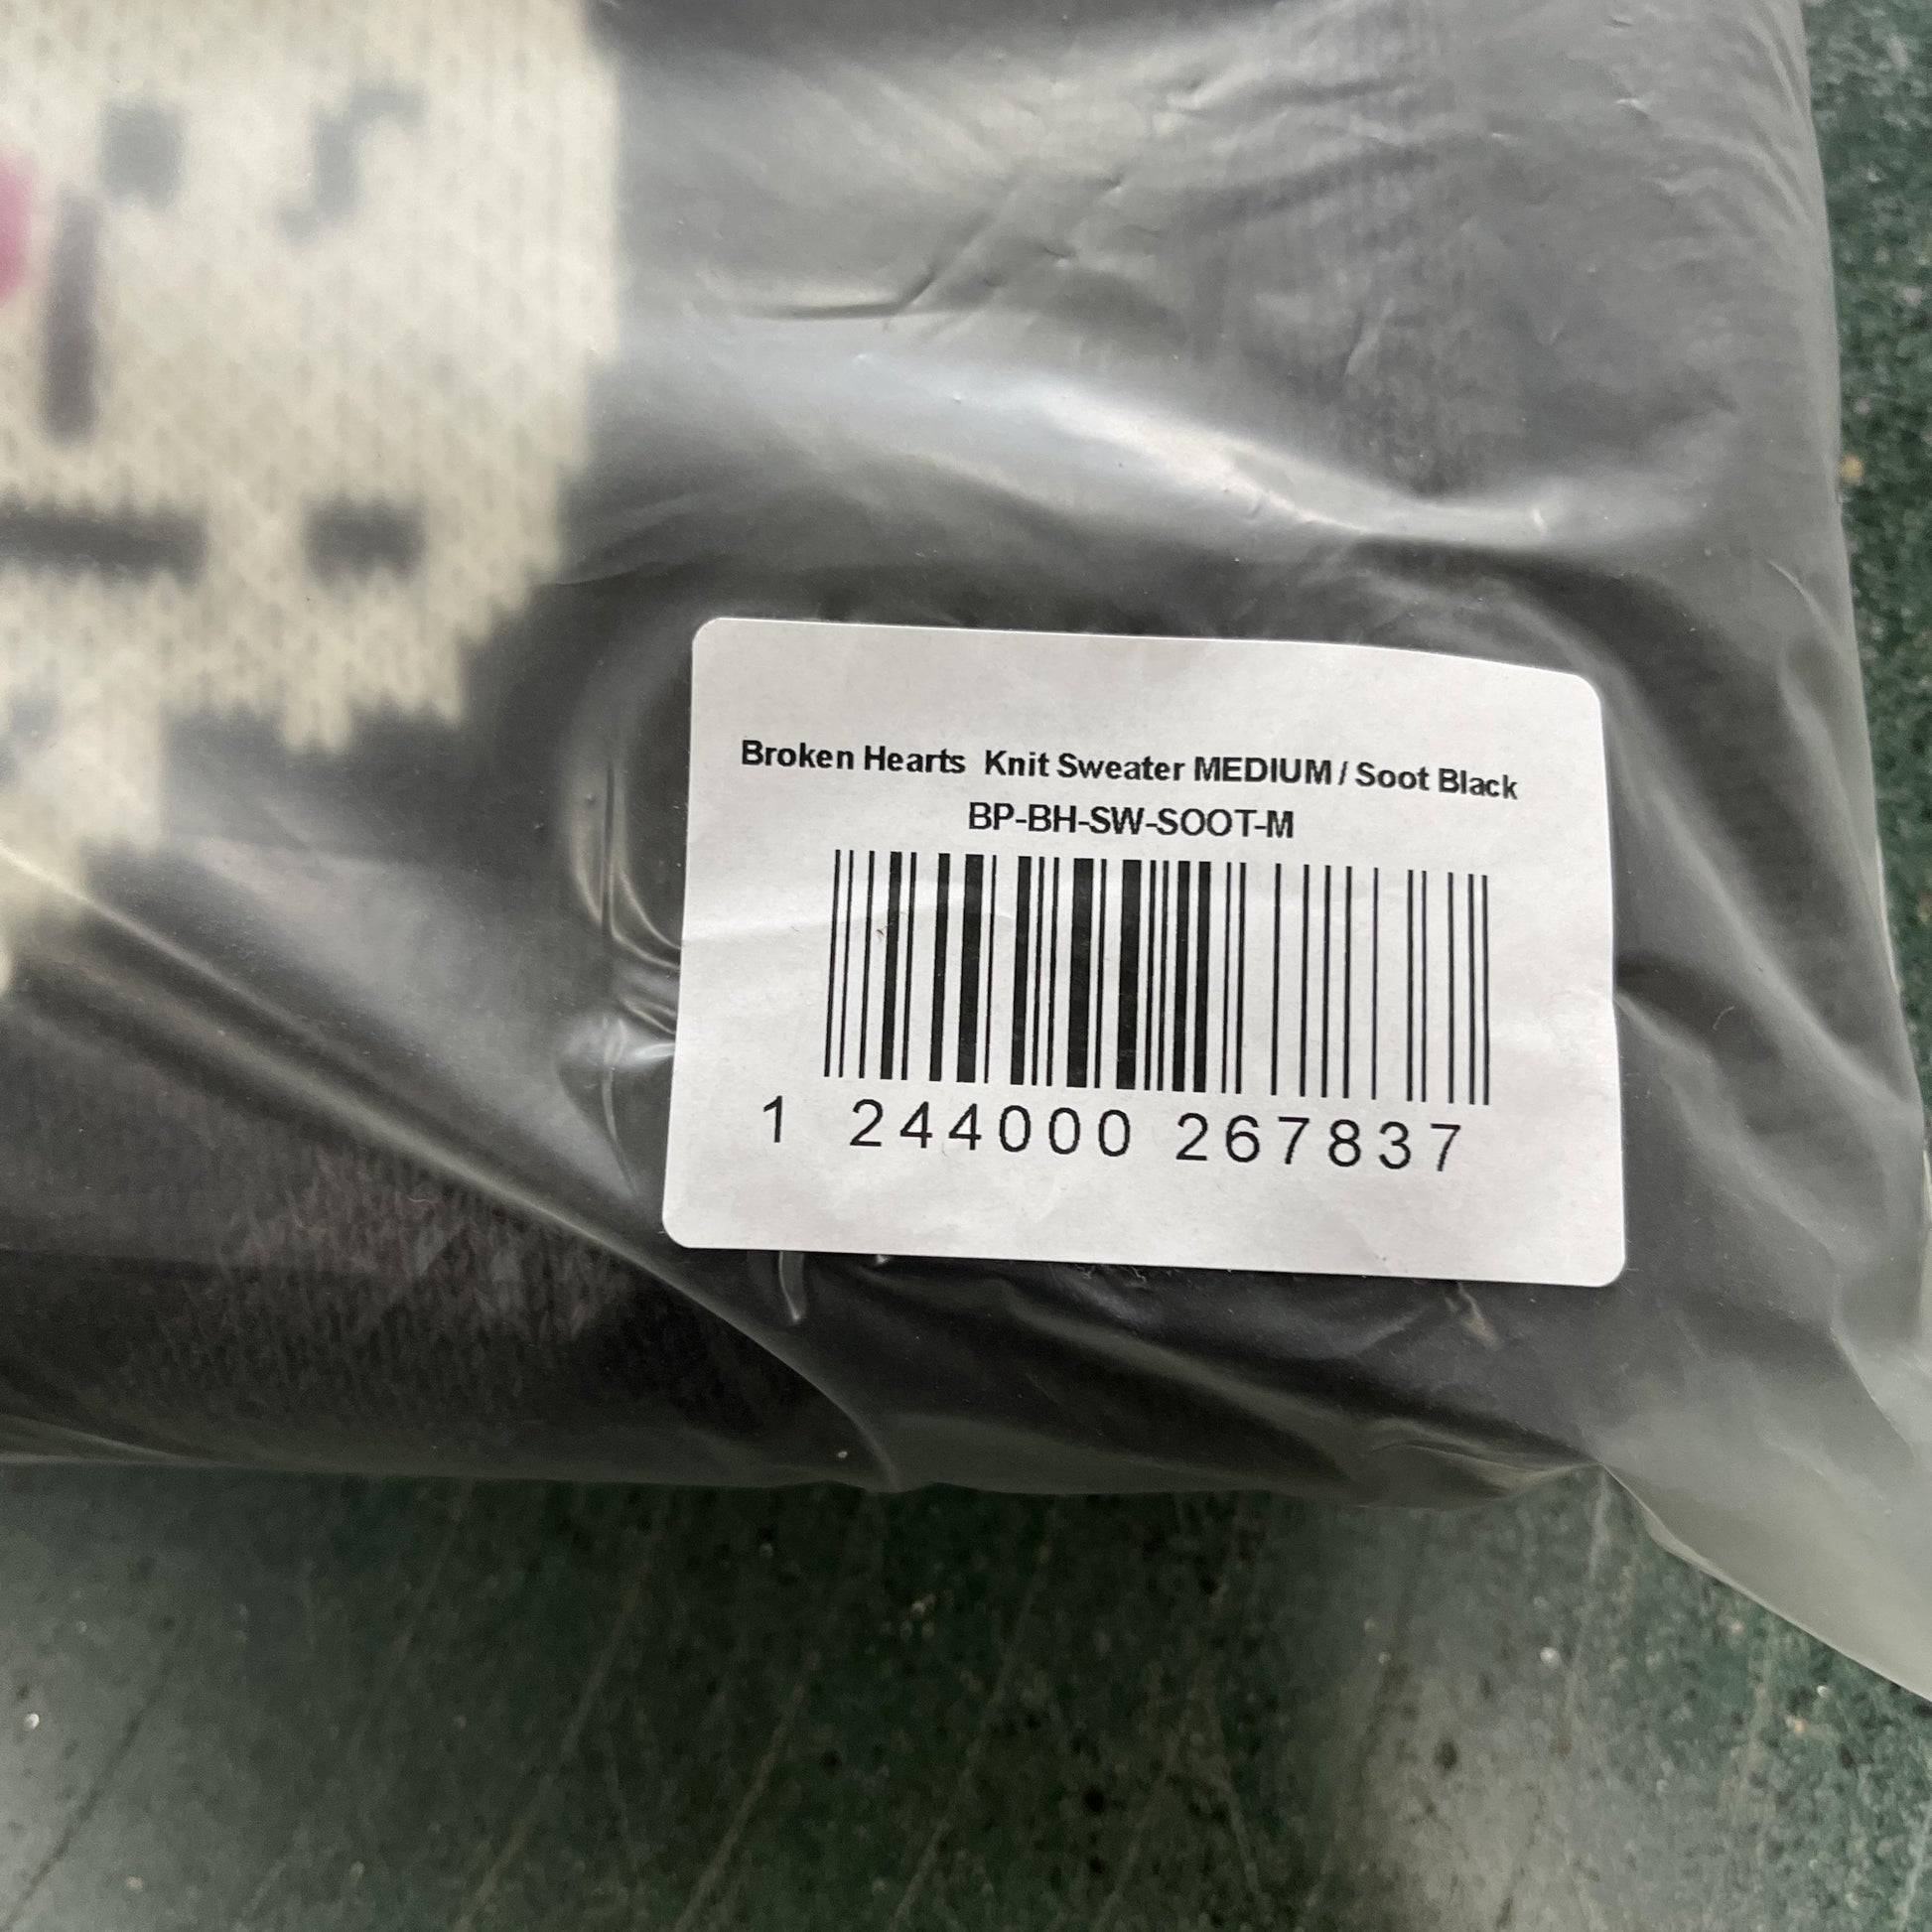 Broken Hearts  Knit Sweater MEDIUM / Soot Black
BP-BH-SW-SOOT-M
1 244000 267837